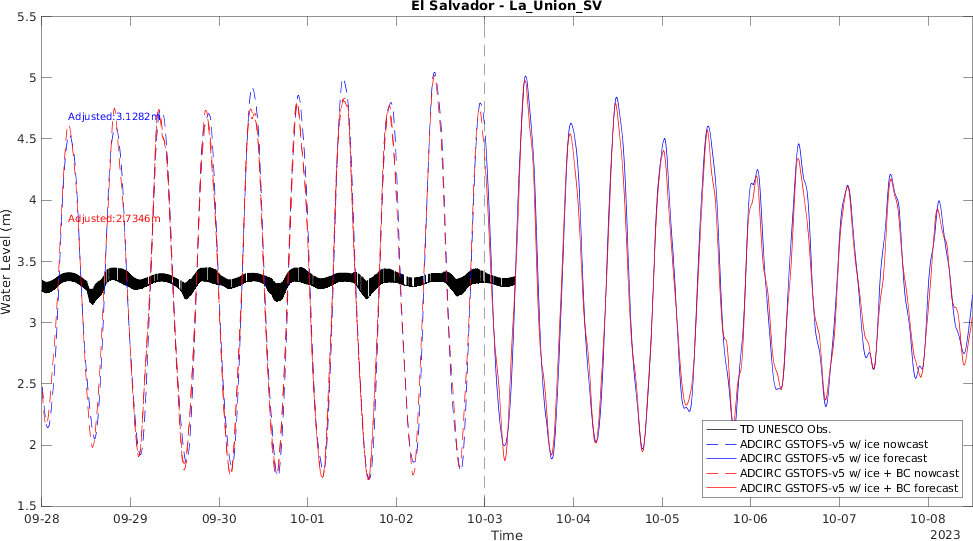 El Salvador - La_Union_SV
5.5
5
4.5
4
3.5
3
2.5
2
1.5
Water Level (m)
Adjusted:3.1282m
Adjusted:2.7346m
TD UNESCO Obs.
ADCIRC GSTOFS-v5 w/ ice nowcast
ADCIRC GSTOFS-v5 w/ ice forecast
ADCIRC GSTOFS-v5 w/ ice + BC nowcast
ADCIRC GSTOFS-v5 w/ ice + BC forecast
09-28 09-29 09-30 10-01 10-02 10-03 10-04 10-05 10-06 10-07 10-08
2023
Time